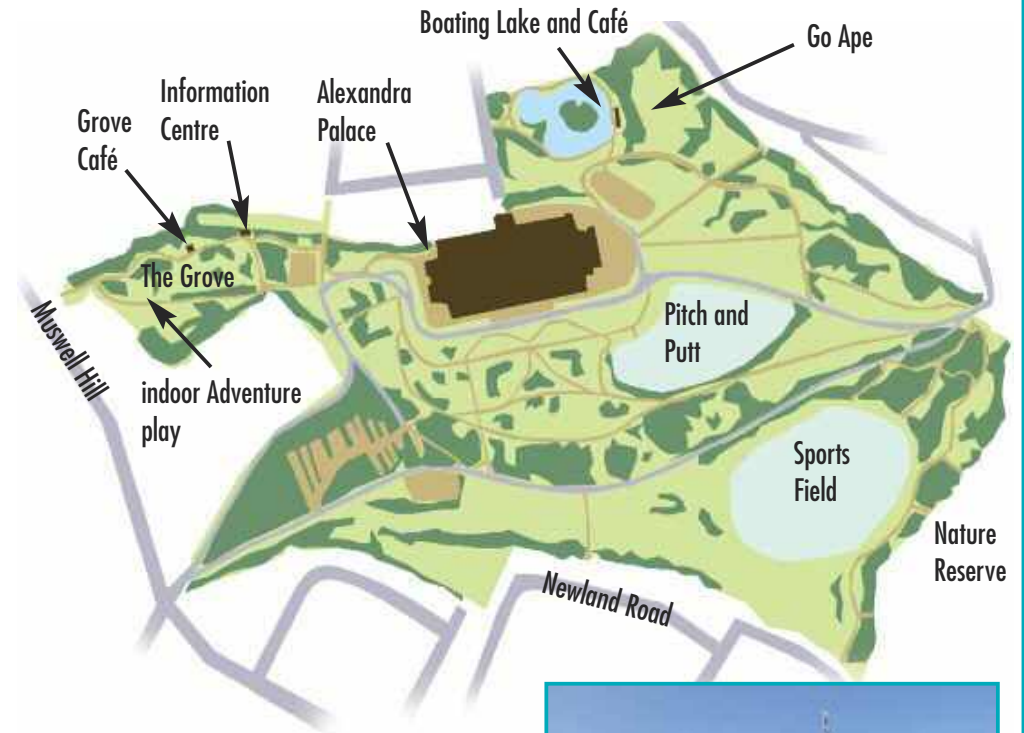 Boating Lake and Café
Go Ape
Information
Centre
Alexandra
Palace
Grove
Café
The Grove
Muswell Hill
indoor Adventure
play
Pitch and
Putt
Sports
Field
Nature
Reserve
Newland Road